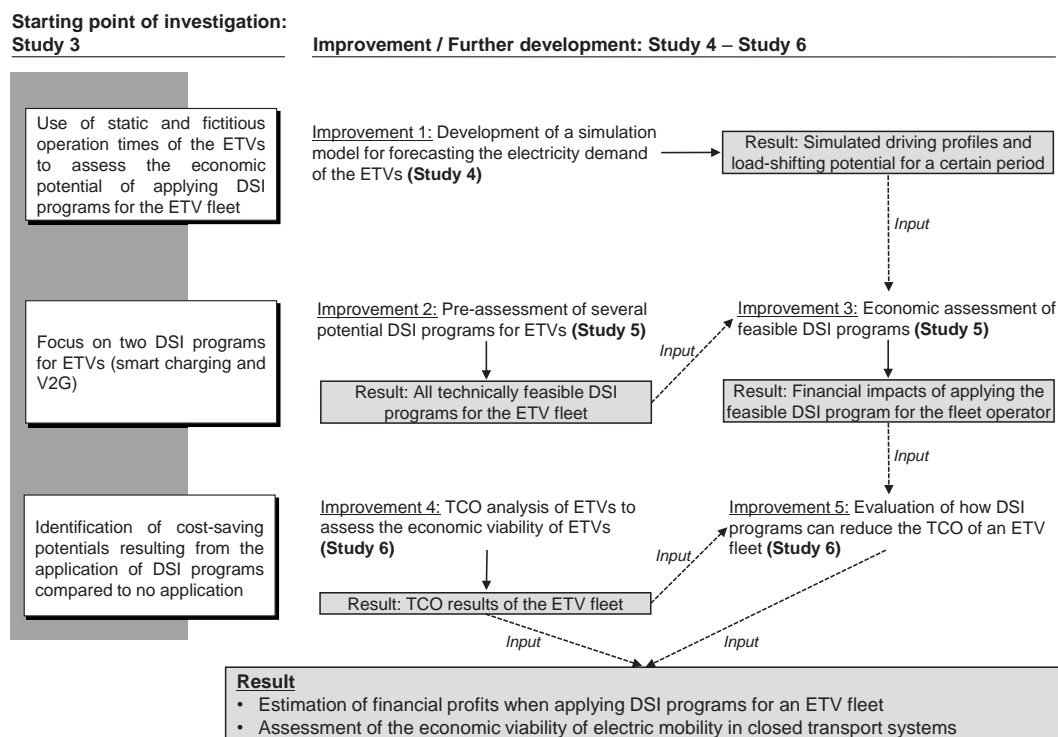 Starting point of investigation:
Study 3
Improvement / Further development: Study 4 – Study 6
Use of static and fictitious
operation times of the ETVs
to assess the economic
potential of applying DSI
programs for the ETV fleet
Improvement 1: Development of a simulation
model for forecasting the electricity demand
of the ETVs (Study 4)
Result: Simulated driving profiles and
load-shifting potential for a certain period
Input
Focus on two DSI programs
for ETVs (smart charging and
V2G)
Improvement 2: Pre-assessment of several
potential DSI programs for ETVs (Study 5)
Result: All technically feasible DSI
programs for the ETV fleet
Input
Improvement 3: Economic assessment of
feasible DSI programs (Study 5)
Result: Financial impacts of applying the
feasible DSI program for the fleet operator
Input
Identification of cost-saving
potentials resulting from the
application of DSI programs
compared to no application
Improvement 4: TCO analysis of ETVs to
assess the economic viability of ETVs
(Study 6)
Result: TCO results of the ETV fleet
Input
Improvement 5: Evaluation of how DSI
programs can reduce the TCO of an ETV
fleet (Study 6)
Input
Input
Result
• Estimation of financial profits when applying DSI programs for an ETV fleet
• Assessment of the economic viability of electric mobility in closed transport systems